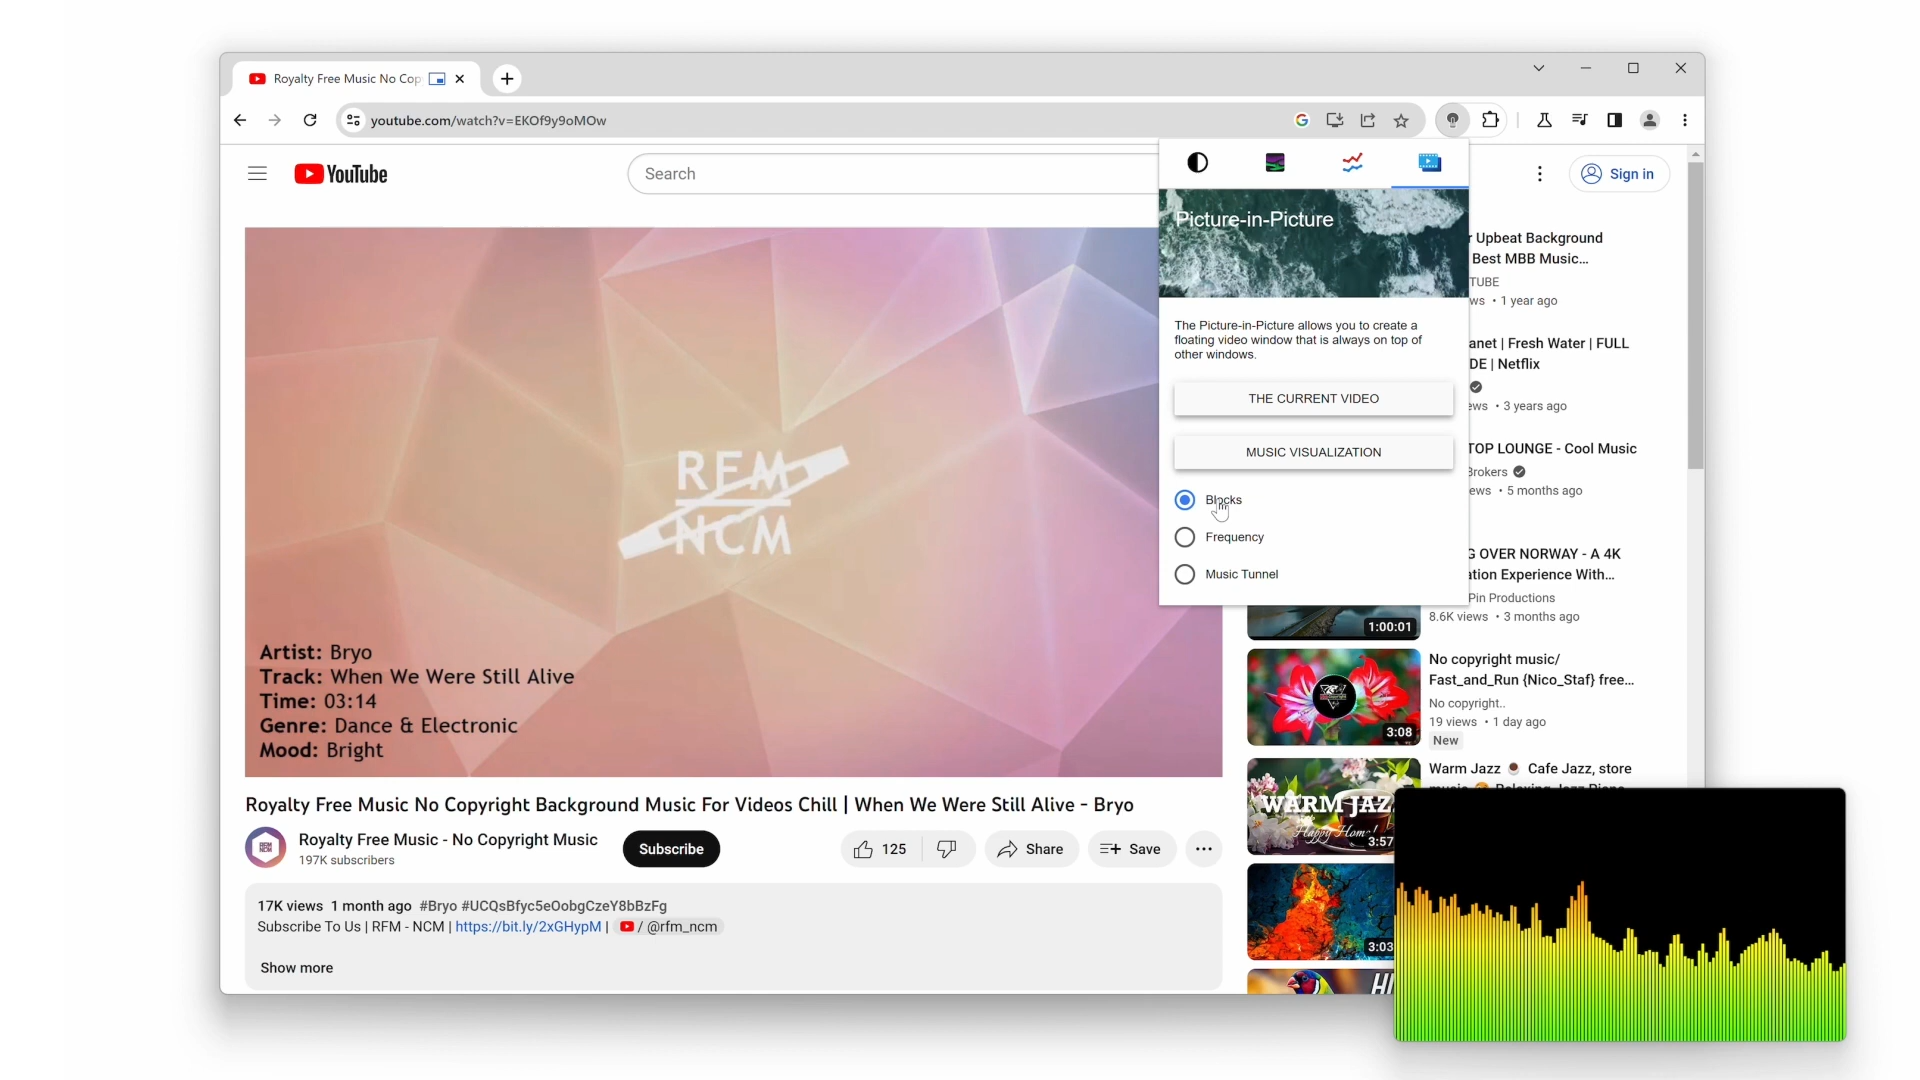 Royalty Free Music No Cop
youtube.com/watch?v=EKOf9y9oMOw
YouTube
Search
Sign in
Picture-in-Picture
The Picture-in-Picture allows you to create a
floating video window that is always on top of
other windows.
THE CURRENT VIDEO
MUSIC VISUALIZATION
Blocks
Frequency
Music Tunnel
RFM
NCM
Artist: Bryo
Track: When We Were Still Alive
Time: 03:14
Genre: Dance & Electronic
Mood: Bright
Royalty Free Music No Copyright Background Music For Videos Chill | When We Were Still Alive - Bryo
Royalty Free Music - No Copyright Music
197K subscribers
Subscribe
125
Share
Save
17K views 1 month ago #Bryo #UCQsBfyc5eOobgCzeY8bBzFg
Subscribe To Us | RFM - NCM | https://bit.ly/2xGHypM | / @rfm_ncm
Show more
r Upbeat Background
Best MBB Music...
TUBE
ws • 1 year ago
anet | Fresh Water | FULL
DE | Netflix
ews • 3 years ago
TOP LOUNGE - Cool Music
Brokers
ews • 5 months ago
G OVER NORWAY - A 4K
ation Experience With...
Pin Productions
8.6K views • 3 months ago
1:00:01
No copyright music/
Fast_and_Run {Nico_Staf} free...
No copyright..
19 views • 1 day ago
New
3:08
Warm Jazz ☕ Cafe Jazz, store
WARM JAZ
Happy Home!
3:57
3:03
HI